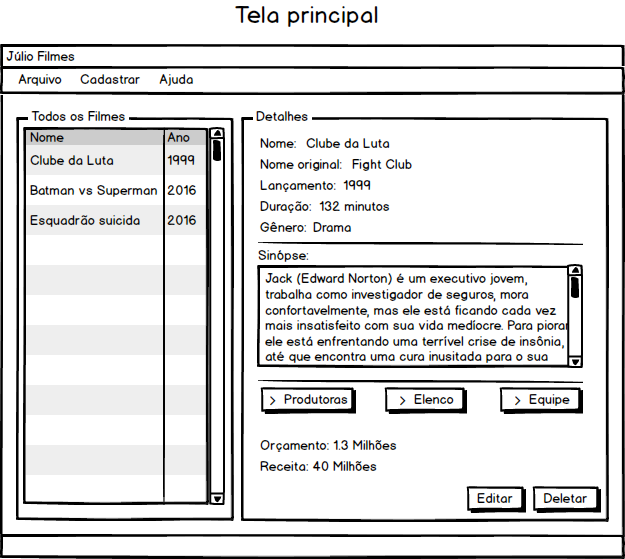 Tela principal
Júlio Filmes
Arquivo Cadastrar Ajuda
Todos os Filmes
Nome Ano
Clube da Luta 1999
Batman vs Superman 2016
Esquadrão suicida 2016
Detalhes
Nome: Clube da Luta
Nome original: Fight Club
Lançamento: 1999
Duração: 132 minutos
Gênero: Drama
Sinópse:
Jack (Edward Norton) é um executivo jovem,
trabalha como investigador de seguros, mora
confortavelmente, mas ele está ficando cada vez
mais insatisfeito com sua vida medíocre. Para piorar
ele está enfrentando uma terrível crise de insônia,
até que encontra uma cura inusitada para o sua
> Produtoras > Elenco > Equipe
Orçamento: 1.3 Milhões
Receita: 40 Milhões
Editar Deletar